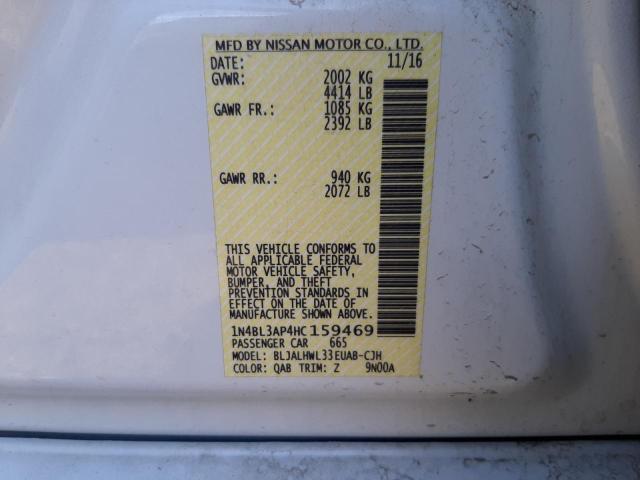 MFD BY NISSAN MOTOR CO., LTD.
DATE: 11/16
GVWR: 2002 KG
4414 LB
GAWR FR.: 1085 KG
2392 LB
GAWR RR.: 940 KG
2072 LB
THIS VEHICLE CONFORMS TO
ALL APPLICABLE FEDERAL
MOTOR VEHICLE SAFETY,
BUMPER, AND THEFT
PREVENTION STANDARDS
IN EFFECT ON THE DATE OF
MANUFACTURE SHOWN ABOVE.
1N4BL3AP4HC159469
PASSENGER CAR 665
MODEL: BLJALHWL33EUAB-CJH
COLOR: QAB TRIM: Z 9N00A